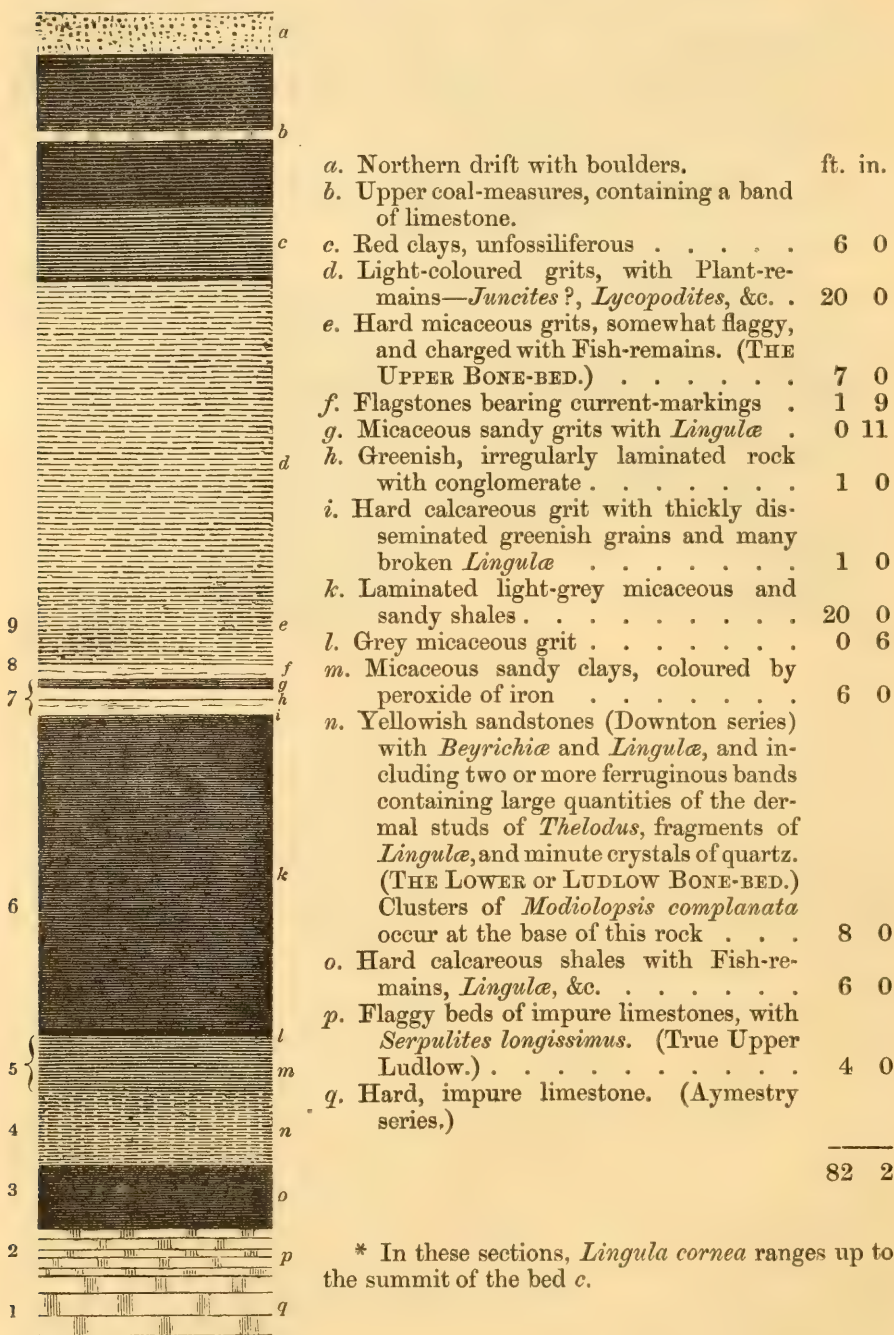 a
b
c
d
9 e
8 f
g
7 h
i
k
6
l
5 m
4 n
3 o
2 p
1 q
a. Northern drift with boulders. ft. in.
b. Upper coal-measures, containing a band
of limestone.
c. Red clays, unfossiliferous . . . . . 6 0
d. Light-coloured grits, with Plant-re-
mains—Juncites?, Lycopodites, &c. . 20 0
e. Hard micaceous grits, somewhat flaggy,
and charged with Fish-remains. (THE
UPPER BONE-BED.) . . . . . . 7 0
f. Flagstones bearing current-markings . 1 9
g. Micaceous sandy grits with Lingulæ . 0 11
h. Greenish, irregularly laminated rock
with conglomerate . . . . . . . 1 0
i. Hard calcareous grit with thickly dis-
seminated greenish grains and many
broken Lingulæ . . . . . . . 1 0
k. Laminated light-grey micaceous and
sandy shales . . . . . . . . . 20 0
l. Grey micaceous grit . . . . . . . 0 6
m. Micaceous sandy clays, coloured by
peroxide of iron . . . . . . . 6 0
n. Yellowish sandstones (Downton series)
with Beyrichiæ and Lingulæ, and in-
cluding two or more ferruginous bands
containing large quantities of the der-
mal studs of Thelodus, fragments of
Lingulæ, and minute crystals of quartz.
(THE LOWER or LUDLOW BONE-BED.)
Clusters of Modiolopsis complanata
occur at the base of this rock . . . 8 0
o. Hard calcareous shales with Fish-re-
mains, Lingulæ, &c. . . . . . . 6 0
p. Flaggy beds of impure limestones, with
Serpulites longissimus. (True Upper
Ludlow.) . . . . . . . . . . 4 0
q. Hard, impure limestone. (Aymestry
series.)
82 2
* In these sections, Lingula cornea ranges up to
the summit of the bed c.